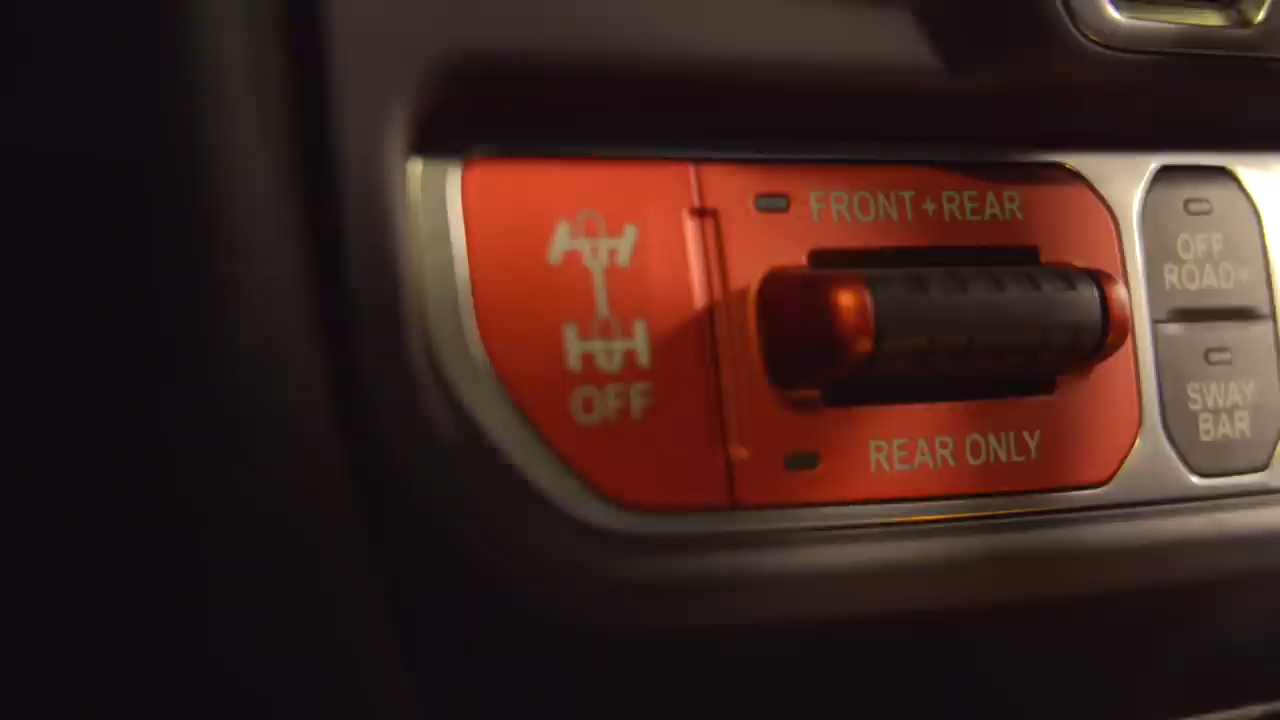 FRONT+REAR
OFF
REAR ONLY
OFF
ROAD+
SWAY
BAR